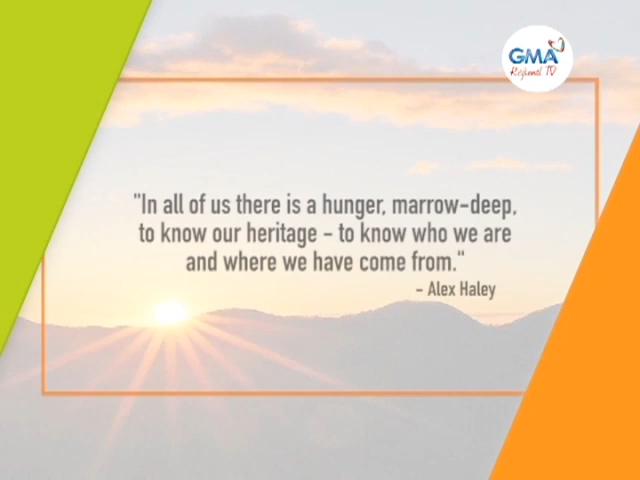 GMA
Regional TV
"In all of us there is a hunger, marrow-deep,
to know our heritage - to know who we are
and where we have come from."
- Alex Haley